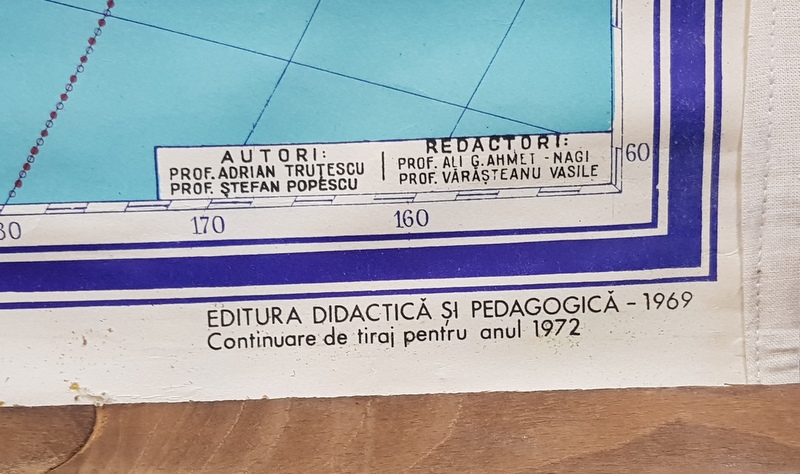 AUTORI:
PROF. ADRIAN TRUȚESCU
PROF. ȘTEFAN POPESCU
REDACTORI:
PROF. ALI G. AHMET - NAGI
PROF. VĂRĂȘTEANU VASILE
60
80
170
160
EDITURA DIDACTICĂ ȘI PEDAGOGICĂ - 1969
Continuare de tiraj pentru anul 1972